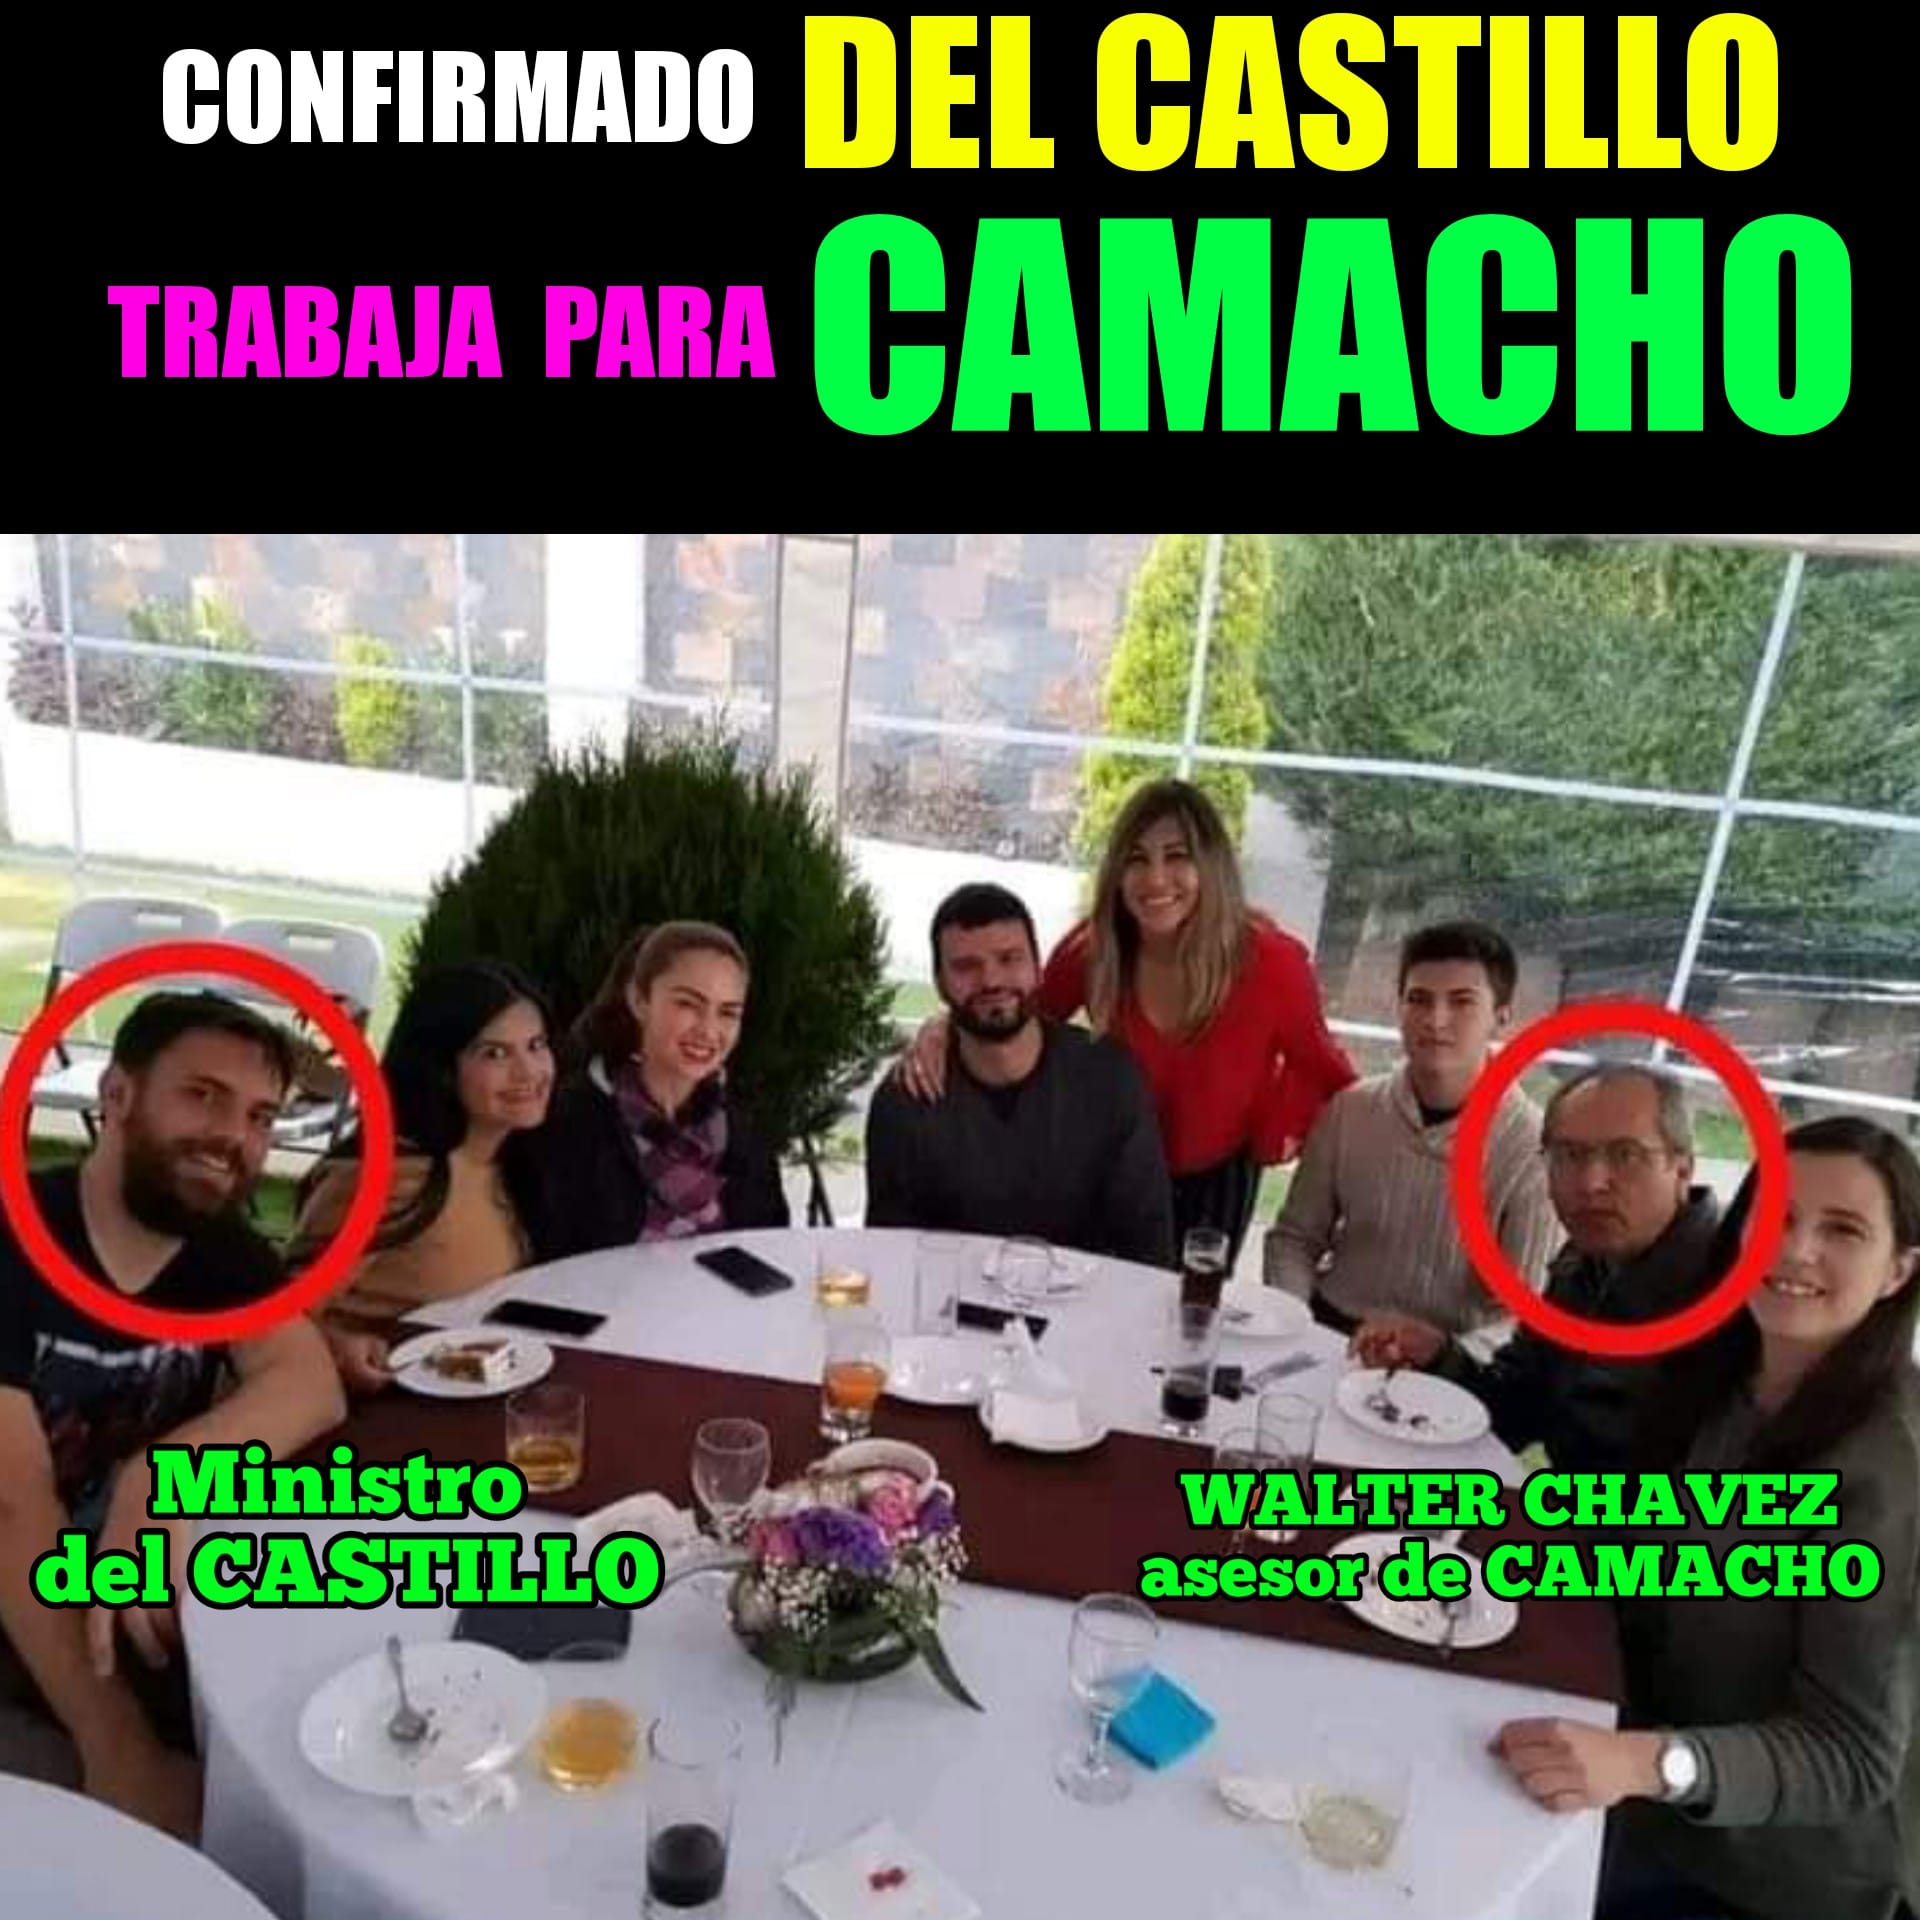 CONFIRMADO DEL CASTILLO
TRABAJA PARA CAMACHO
Ministro
del CASTILLO
WALTER CHAVEZ
asesor de CAMACHO